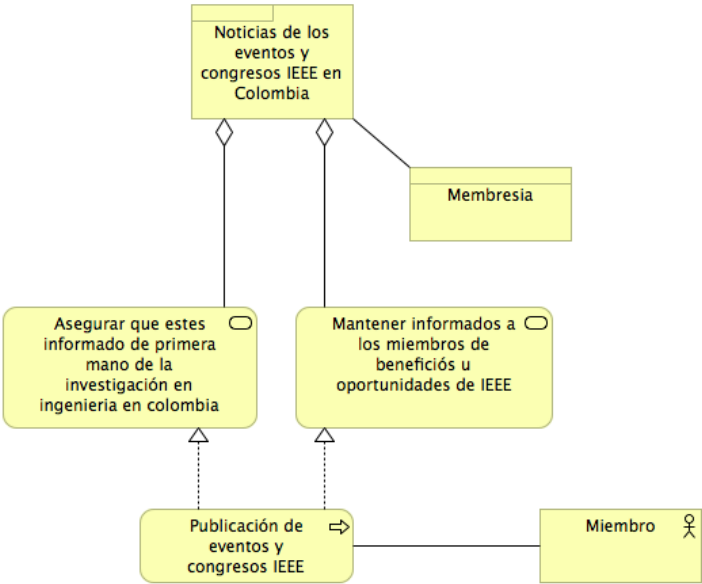 Noticias de los
eventos y
congresos IEEE en
Colombia
Membresia
Asegurar que estes
informado de primera
mano de la
investigación en
ingenieria en colombia
Mantener informados a
los miembros de
beneficiós u
oportunidades de IEEE
Publicación de
eventos y
congresos IEEE
Miembro